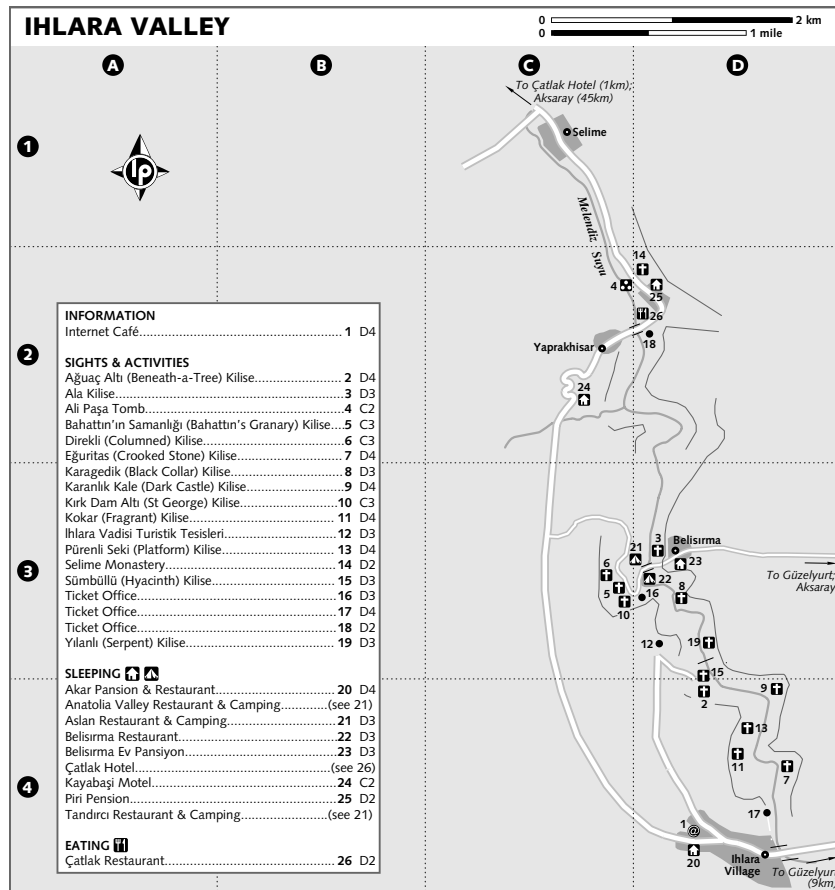 IHLARA VALLEY
0 2 km
0 1 mile
A B C D
To Çatlak Hotel (1km);
Aksaray (45km)
1
lp
Selime
Melendiz Suyu
14
4
25
26
18
2
Yaprakhisar
24
INFORMATION
Internet Café 1 D4
SIGHTS & ACTIVITIES
Ağuaç Altı (Beneath-a-Tree) Kilise 2 D4
Ala Kilise 3 D3
Ali Paşa Tomb 4 C2
Bahattın'ın Samanlığı (Bahattın's Granary) Kilise 5 C3
Direkli (Columned) Kilise 6 C3
Eğuritas (Crooked Stone) Kilise 7 D4
Karagedik (Black Collar) Kilise 8 D3
Karanlık Kale (Dark Castle) Kilise 9 D4
Kırk Dam Altı (St George) Kilise 10 C3
Kokar (Fragrant) Kilise 11 D4
Ihlara Vadisi Turistik Tesisleri 12 D3
Pürenli Seki (Platform) Kilise 13 D4
Selime Monastery 14 D2
Sümbüllü (Hyacinth) Kilise 15 D3
Ticket Office 16 D3
Ticket Office 17 D4
Ticket Office 18 D2
Yılanlı (Serpent) Kilise 19 D3
SLEEPING
Akar Pansion & Restaurant 20 D4
Anatolia Valley Restaurant & Camping (see 21)
Aslan Restaurant & Camping 21 D3
Belisırma Restaurant 22 D3
Belisırma Ev Pansiyon 23 D3
Çatlak Hotel (see 26)
Kayabaşi Motel 24 C2
Piri Pension 25 D2
Tandırcı Restaurant & Camping (see 21)
EATING
Çatlak Restaurant 26 D2
3
21
3
Belisırma
6
23
22
5
16
8
10
To Güzelyurt;
Aksaray
12
19
15
9
2
13
11
7
4
17
1
@
20
Ihlara
Village
To Güzelyurt
(9km)